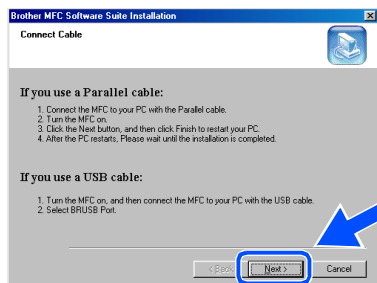 Brother MFC Software Suite Installation
Connect Cable
If you use a Parallel cable:
1. Connect the MFC to your PC with the Parallel cable.
2. Turn the MFC on.
3. Click the Next button, and then click Finish to restart your PC.
4. After the PC restarts, Please wait until the installation is completed.
If you use a USB cable:
1. Turn the MFC on, and then connect the MFC to your PC with the USB cable.
2. Select BRUSB Port.
< Back Next > Cancel